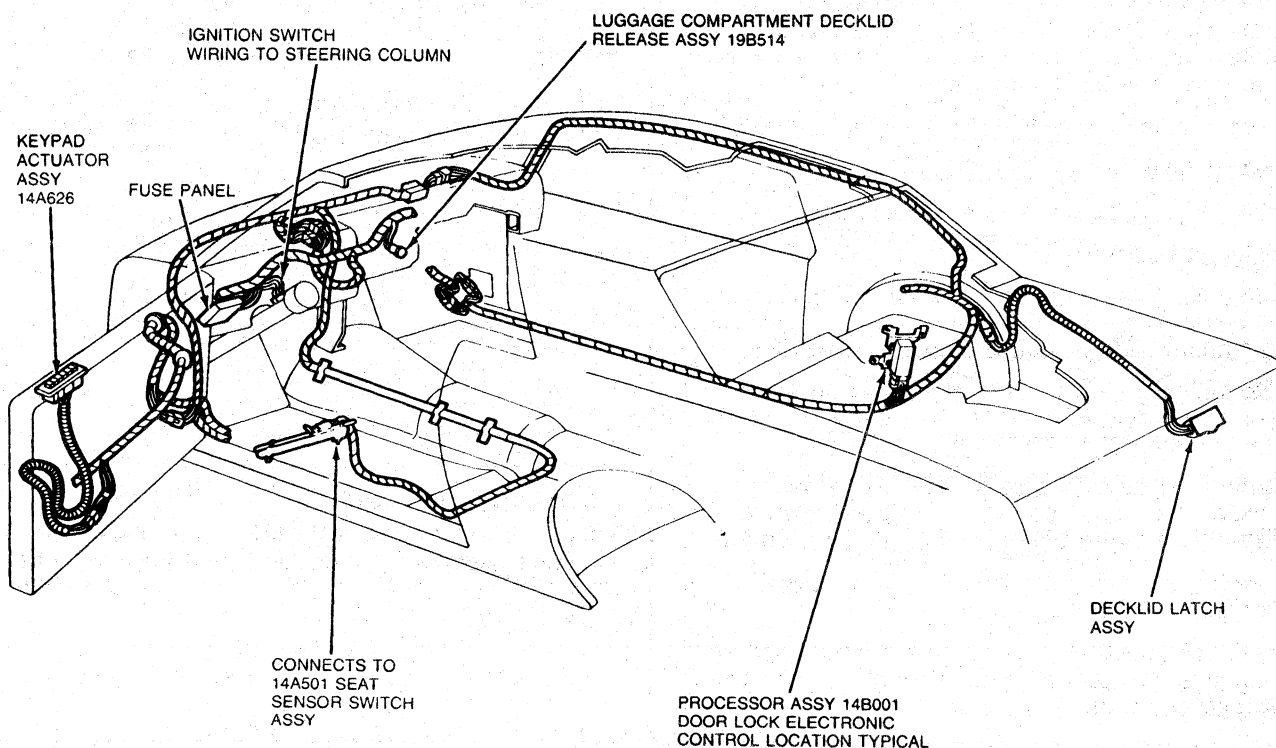 LUGGAGE COMPARTMENT DECKLID
RELEASE ASSY 19B514
IGNITION SWITCH
WIRING TO STEERING COLUMN
KEYPAD
ACTUATOR
ASSY
14A626
FUSE PANEL
DECKLID LATCH
ASSY
CONNECTS TO
14A501 SEAT
SENSOR SWITCH
ASSY
PROCESSOR ASSY 14B001
DOOR LOCK ELECTRONIC
CONTROL LOCATION TYPICAL